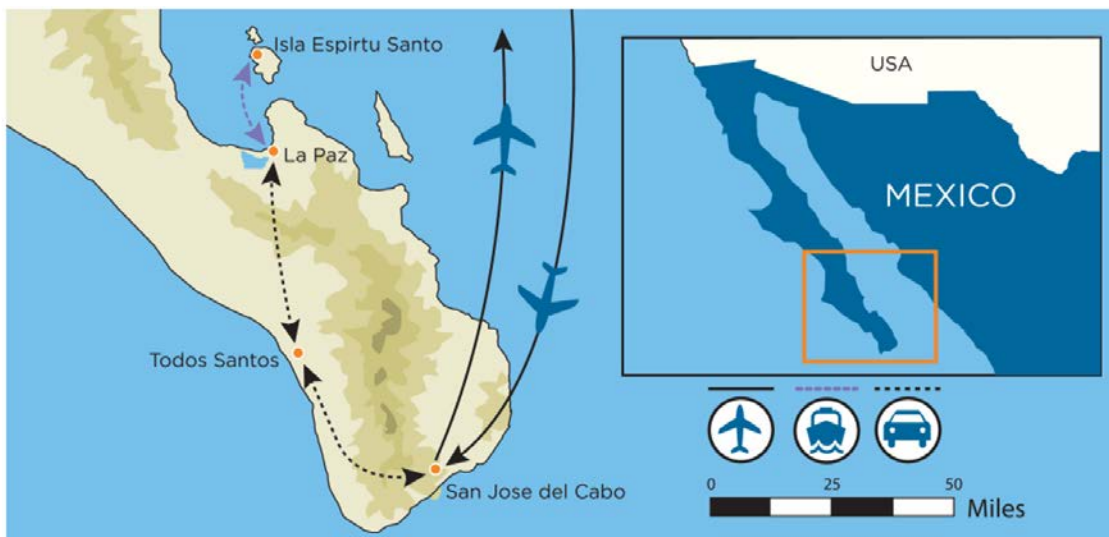 Isla Espirtu Santo
La Paz
Todos Santos
San Jose del Cabo
USA
MEXICO
0 25 50
Miles